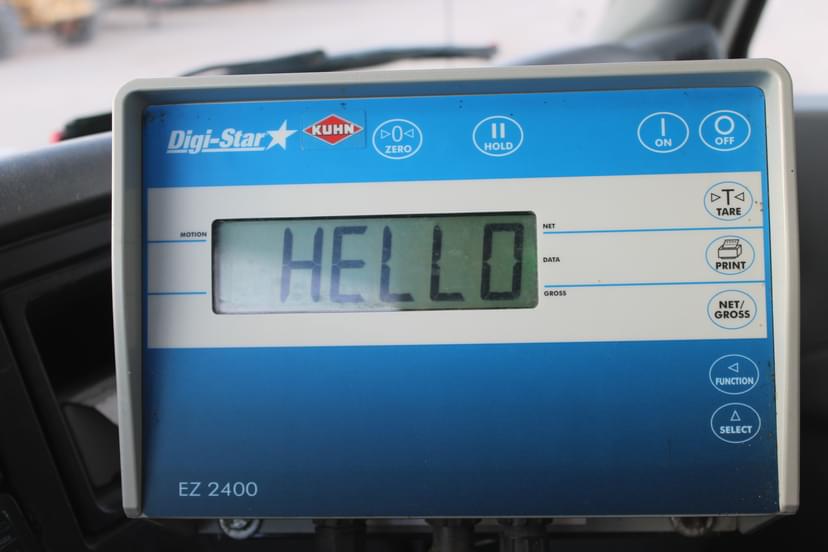 Digi-Star KUHN
0 ZERO
HOLD
ON
OFF
T
TARE
MOTION
NET
HELLO
DATA
PRINT
GROSS
NET/
GROSS
FUNCTION
SELECT
EZ 2400